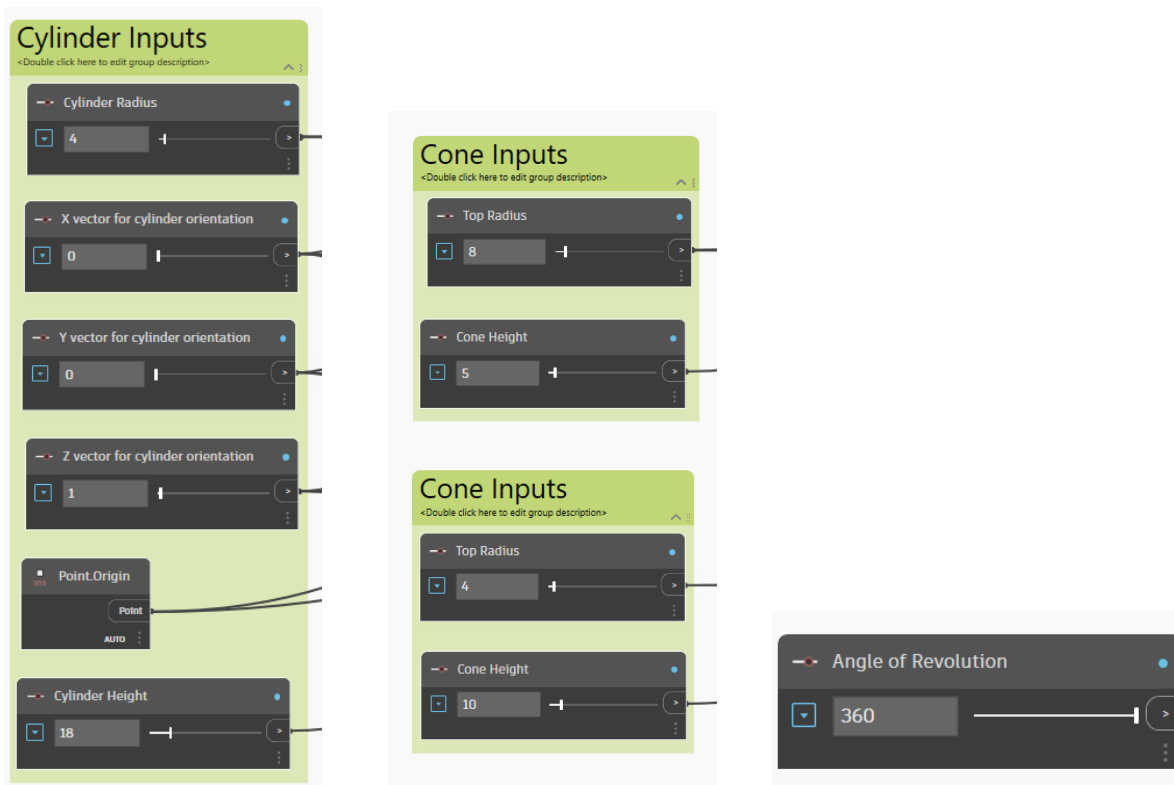 Cylinder Inputs
<Double click here to edit group description>
Cylinder Radius
4
>
X vector for cylinder orientation
0
>
Y vector for cylinder orientation
0
>
Z vector for cylinder orientation
1
>
Point.Origin
Point
AUTO
Cylinder Height
18
>
Cone Inputs
<Double click here to edit group description>
Top Radius
8
>
Cone Height
5
>
Cone Inputs
<Double click here to edit group description>
Top Radius
4
>
Cone Height
10
>
Angle of Revolution
360
>